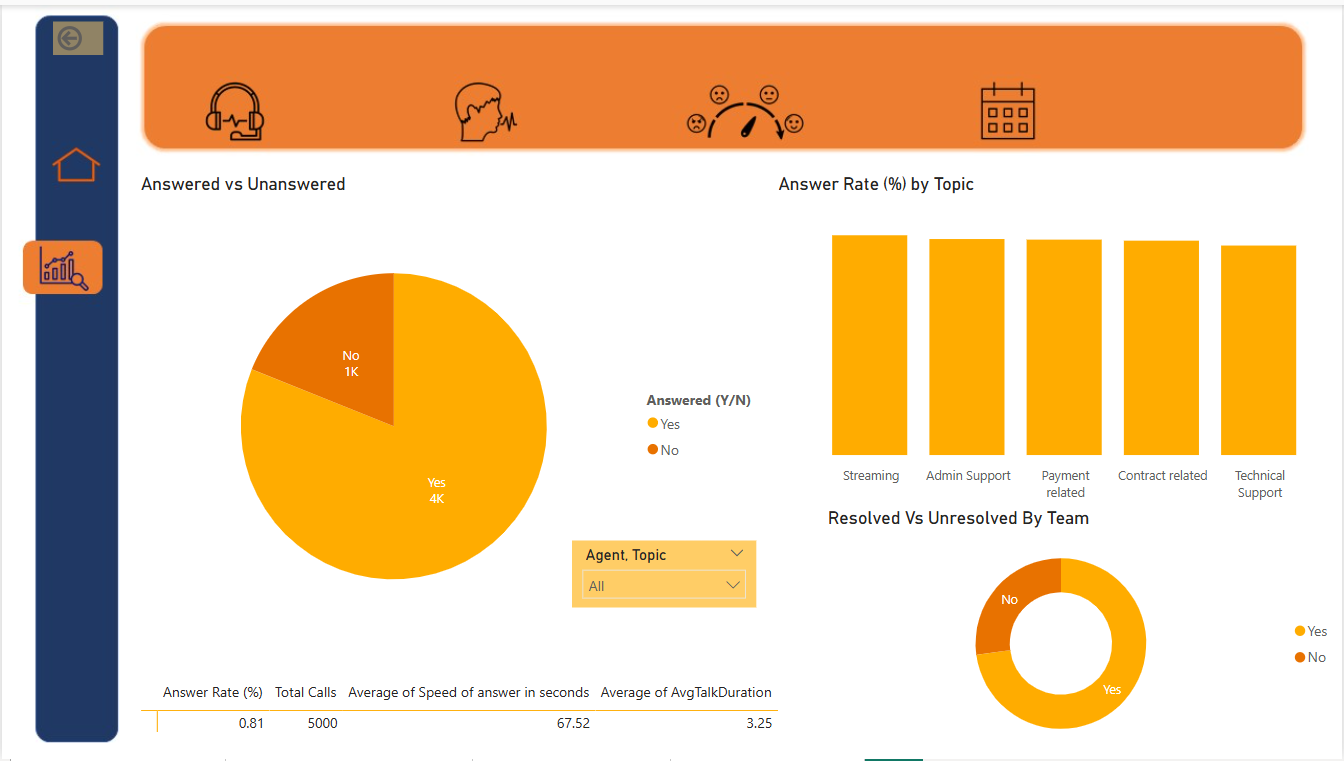 Answered vs Unanswered
No
1K
Yes
4K
Answered (Y/N)
Yes
No
Agent, Topic
All
Answer Rate (%) Total Calls Average of Speed of answer in seconds Average of AvgTalkDuration
0.81 5000 67.52 3.25
Answer Rate (%) by Topic
Streaming
Admin Support
Payment
related
Contract related
Technical
Support
Resolved Vs Unresolved By Team
No
Yes
Yes
No